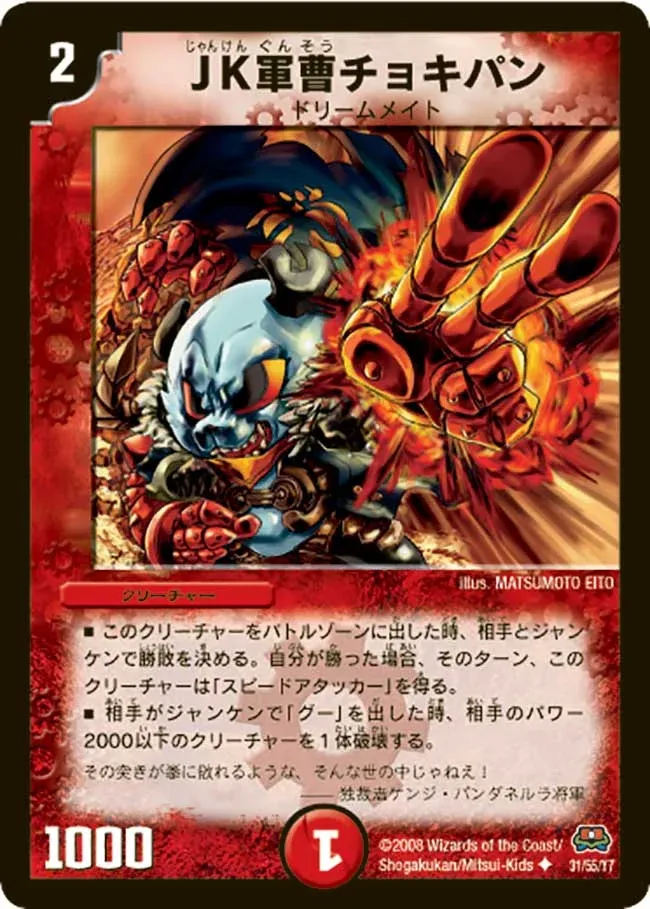 2
じゃんけん ぐんそう
JK軍曹チョキパン
ドリームメイト
illus. MATSUMOTO EITO
クリーチャー
■ このクリーチャーをバトルゾーンに出した時、相手とジャン
ケンで勝敗を決める。自分が勝った場合、そのターン、この
クリーチャーは「スピードアタッカー」を得る。
■ 相手がジャンケンで「グー」を出した時、相手のパワー
2000以下のクリーチャーを1体破壊する。
その突きが拳に敗れるような、そんな世の中じゃねえ！
—— 独裁者ケンジ・パンダネルラ将軍
1000
1
©2008 Wizards of the Coast/
Shogakukan/Mitsui-Kids ◆
31/55/Y7